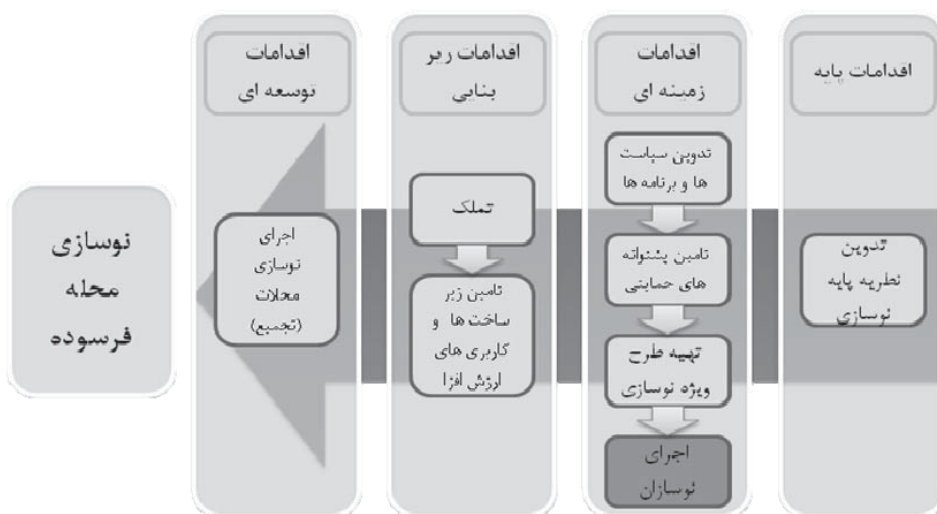 اقدامات پایه
تدوین
نظریه پایه
نوسازی
اقدامات
زمینه ای
تدوین سیاست
ها و برنامه ها
تامین پشتوانه
های حمایتی
تهیه طرح
ویژه نوسازی
اجرای
نوسازان
اقدامات زیر
بنایی
تملک
تامین زیر
ساخت ها و
کاربری های
ارزش افزا
اقدامات
توسعه ای
اجرای
نوسازی
محلات
(تجمیع)
نوسازی
محله
فرسوده